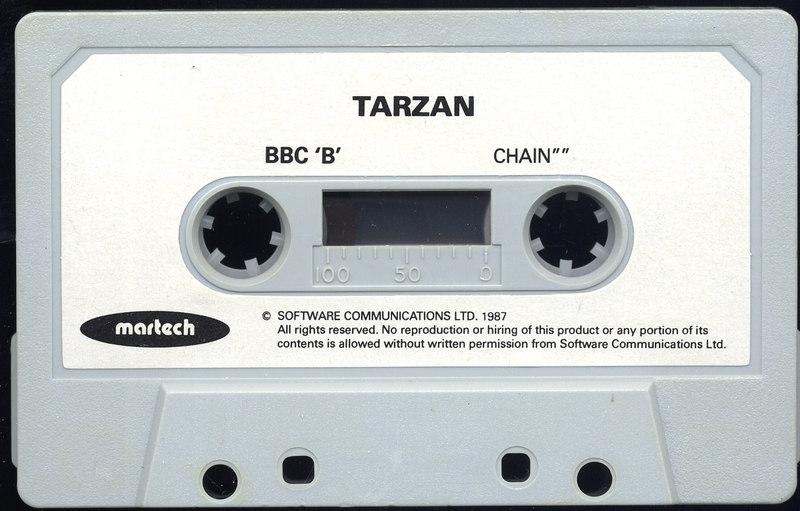 TARZAN
BBC ‘B’ CHAIN””
100 50 0
martech
© SOFTWARE COMMUNICATIONS LTD. 1987
All rights reserved. No reproduction or hiring of this product or any portion of its
contents is allowed without written permission from Software Communications Ltd.